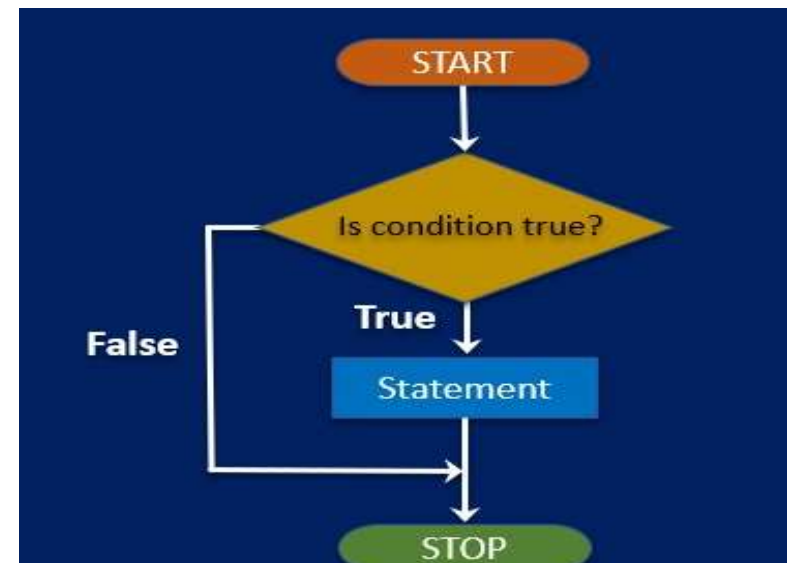 START
Is condition true?
True
False
Statement
STOP